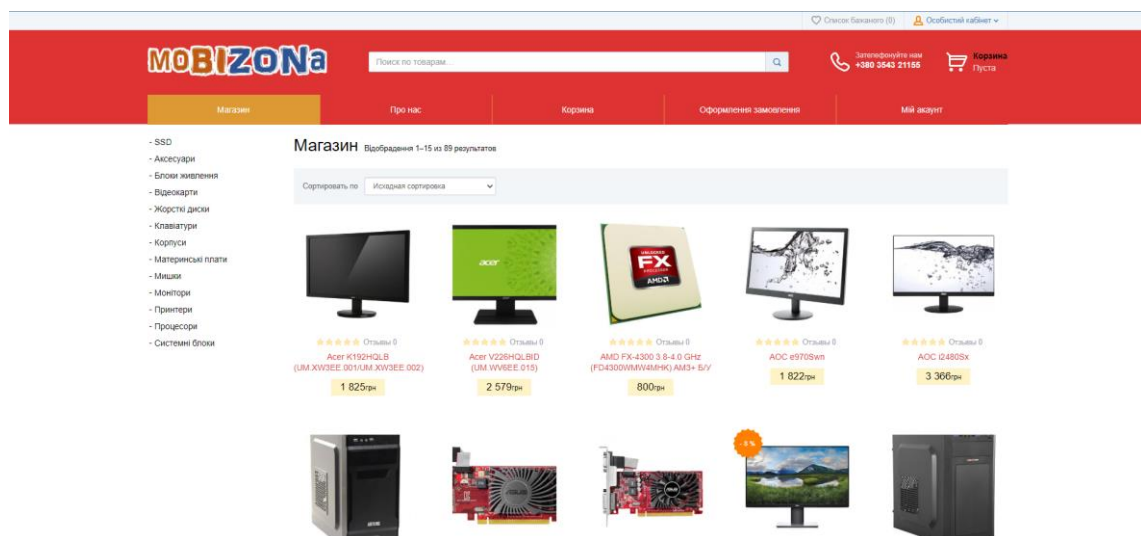 Список бажаного (0) Особистий кабінет
MOBIZONa
Поиск по товарам...
Зателефонуйте нам
+380 3543 21155
Корзина
Пуста
Магазин Про нас Корзина Оформлення замовлення Мій акаунт
- SSD
- Аксесуари
- Блоки живлення
- Відеокарти
- Жорсткі диски
- Клавіатури
- Корпуси
- Материнські плати
- Мишки
- Монітори
- Принтери
- Процесори
- Системні блоки
Магазин Відображення 1–15 из 89 результатов
Сортировать по Исходная сортировка
acer
UNLOCKED
FX
AMD
Отзывы 0
Acer K192HQLB
(UM.XW3EE.001/UM.XW3EE.002)
1 825грн
Отзывы 0
Acer V226HQLBID
(UM.WV6EE.015)
2 579грн
Отзывы 0
AMD FX-4300 3.8-4.0 GHz
(FD4300WMW4MHK) AM3+ Б/У
800грн
Отзывы 0
AOC e970Swn
1 822грн
Отзывы 0
AOC i2480Sx
3 366грн
ASUS
- 8 %